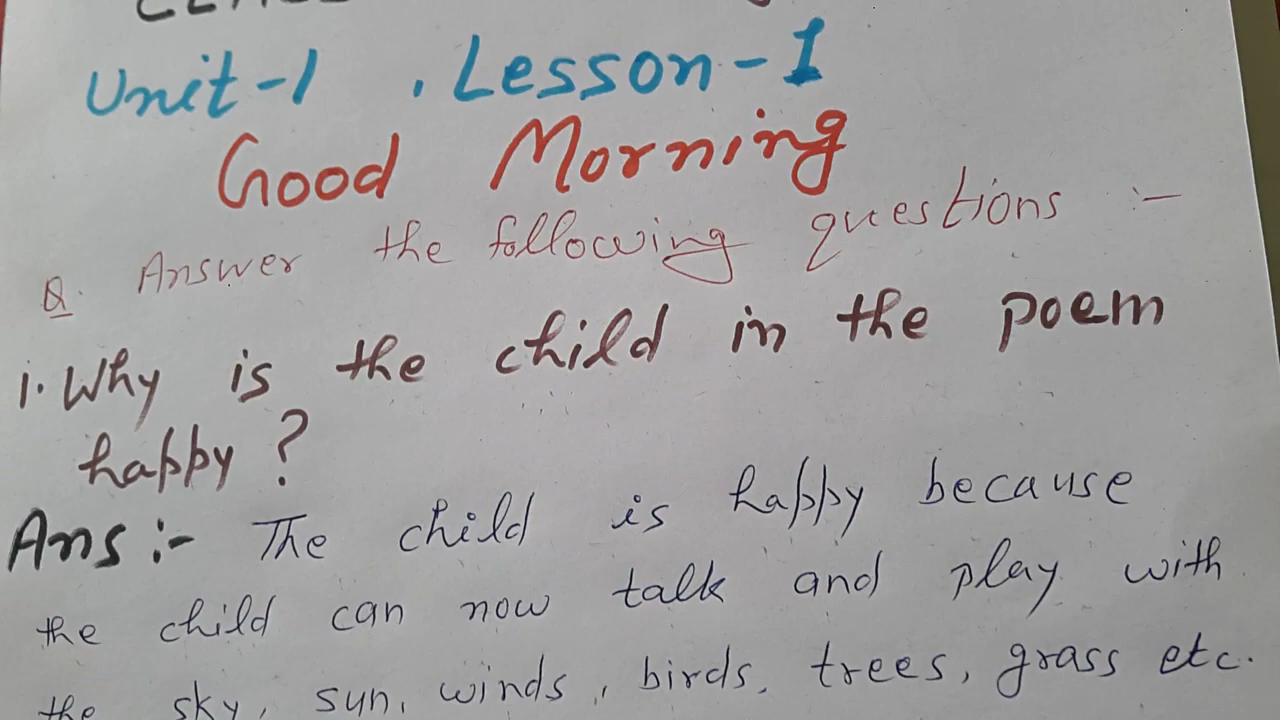 Unit-1 . Lesson-1
Good Morning
Q. Answer the following questions :-
1. Why is the child in the poem
happy ?
Ans :- The child is happy because
the child can now talk and play with
the sky, sun, winds, birds, trees, grass etc.